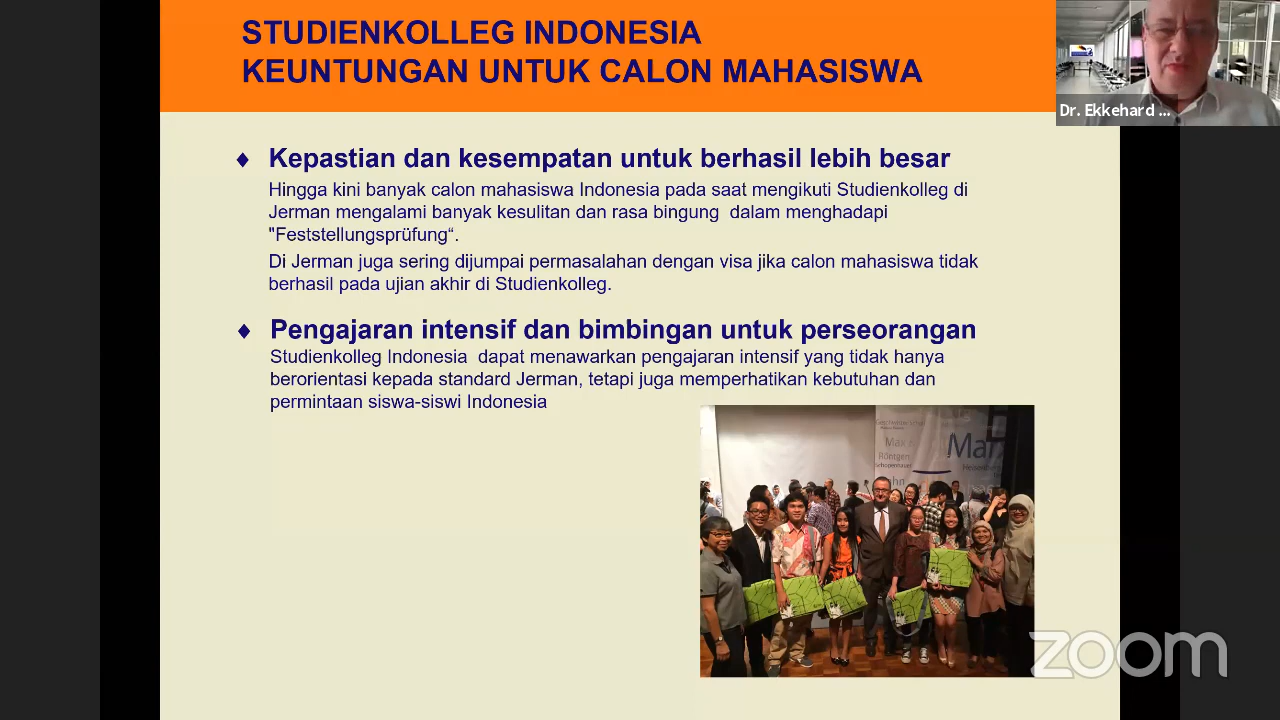 STUDIENKOLLEG INDONESIA
KEUNTUNGAN UNTUK CALON MAHASISWA
Dr. Ekkehard ...
♦ Kepastian dan kesempatan untuk berhasil lebih besar
Hingga kini banyak calon mahasiswa Indonesia pada saat mengikuti Studienkolleg di
Jerman mengalami banyak kesulitan dan rasa bingung dalam menghadapi
"Feststellungsprüfung“.
Di Jerman juga sering dijumpai permasalahan dengan visa jika calon mahasiswa tidak
berhasil pada ujian akhir di Studienkolleg.
♦ Pengajaran intensif dan bimbingan untuk perseorangan
Studienkolleg Indonesia dapat menawarkan pengajaran intensif yang tidak hanya
berorientasi kepada standard Jerman, tetapi juga memperhatikan kebutuhan dan
permintaan siswa-siswi Indonesia
Max
Röntgen
zoom